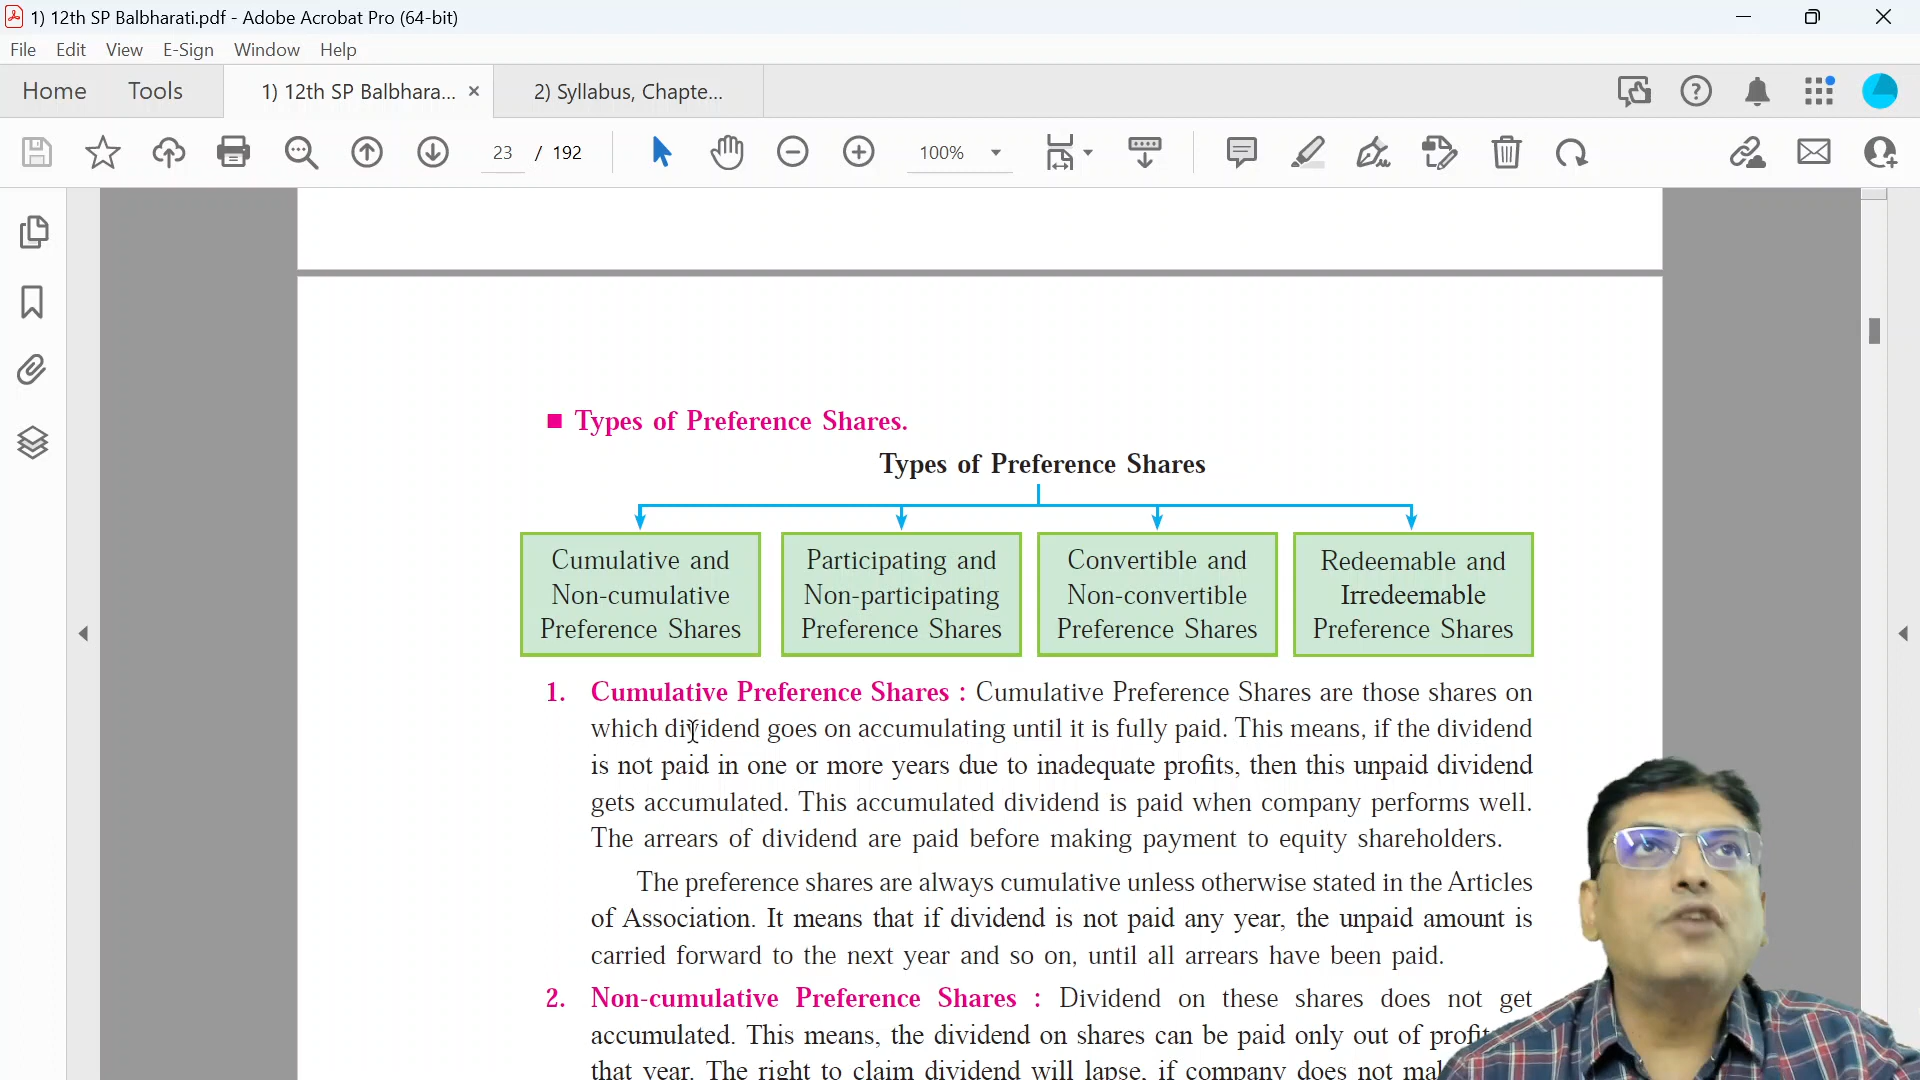 1) 12th SP Balbharati.pdf - Adobe Acrobat Pro (64-bit)
File Edit View E-Sign Window Help
Home Tools 1) 12th SP Balbhara... × 2) Syllabus, Chapte...
23 / 192 100%
Types of Preference Shares.
Types of Preference Shares
Cumulative and
Non-cumulative
Preference Shares
Participating and
Non-participating
Preference Shares
Convertible and
Non-convertible
Preference Shares
Redeemable and
Irredeemable
Preference Shares
1. Cumulative Preference Shares : Cumulative Preference Shares are those shares on
which dividend goes on accumulating until it is fully paid. This means, if the dividend
is not paid in one or more years due to inadequate profits, then this unpaid dividend
gets accumulated. This accumulated dividend is paid when company performs well.
The arrears of dividend are paid before making payment to equity shareholders.
The preference shares are always cumulative unless otherwise stated in the Articles
of Association. It means that if dividend is not paid any year, the unpaid amount is
carried forward to the next year and so on, until all arrears have been paid.
2. Non-cumulative Preference Shares : Dividend on these shares does not get
accumulated. This means, the dividend on shares can be paid only out of
that year. The right to claim dividend will lapse, if company does not